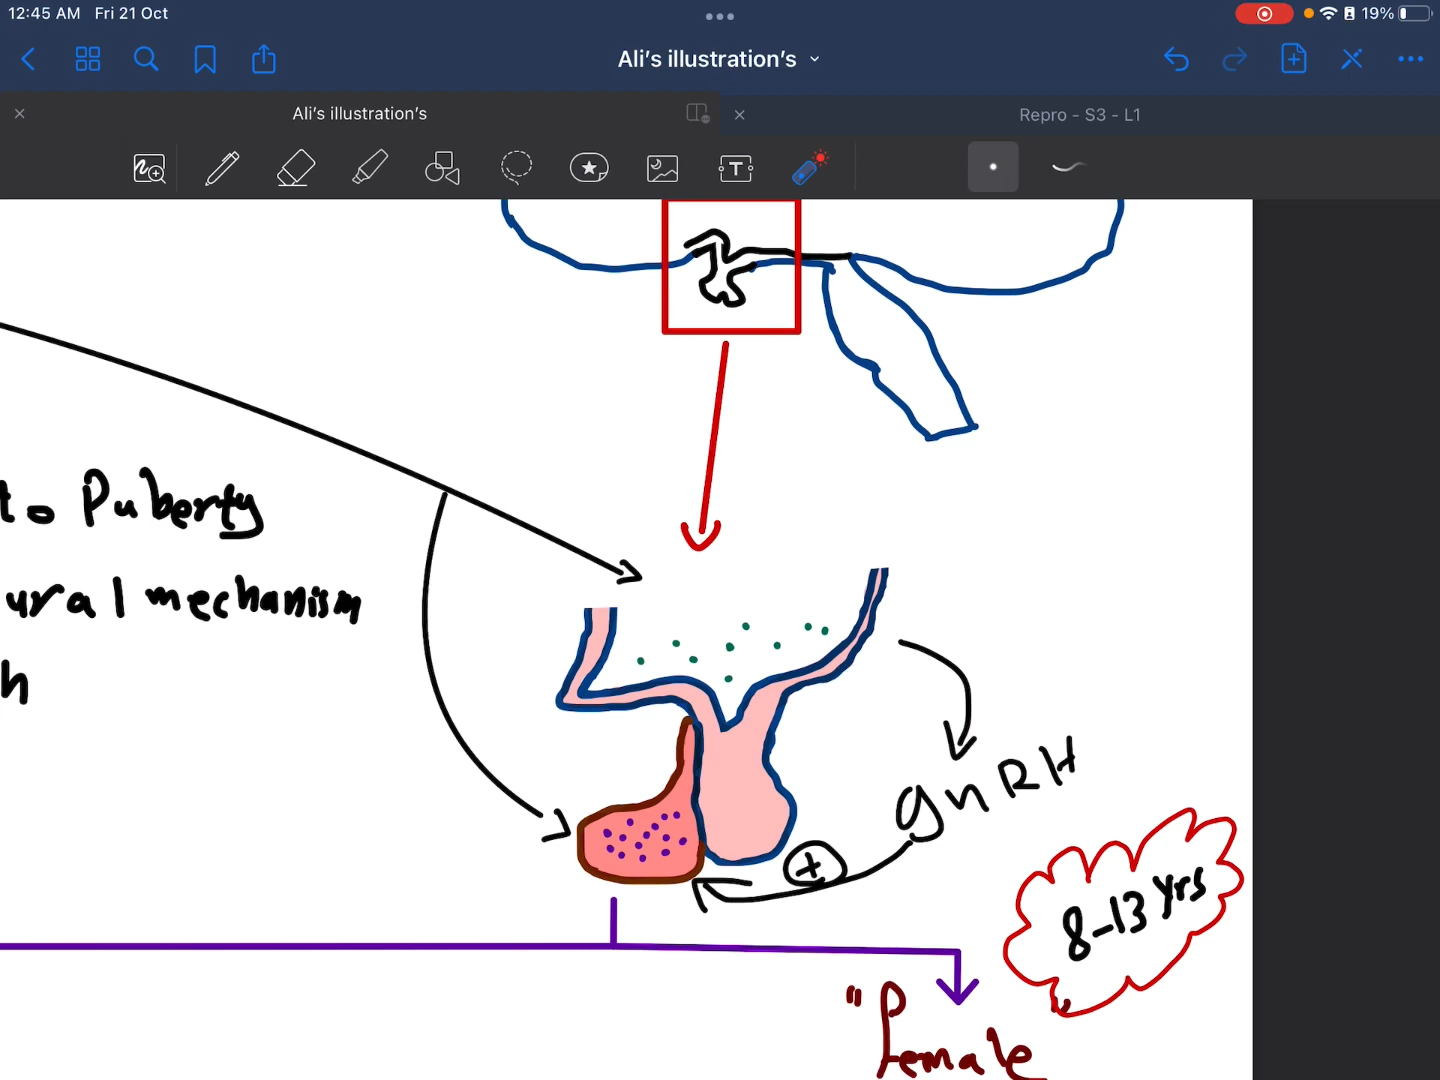 12:45 AM Fri 21 Oct
19%
Ali's illustration's
Ali's illustration's
Repro - S3 - L1
T
to Puberty
ural mechanism
h
gnRH
+
8-13 yrs
"Female